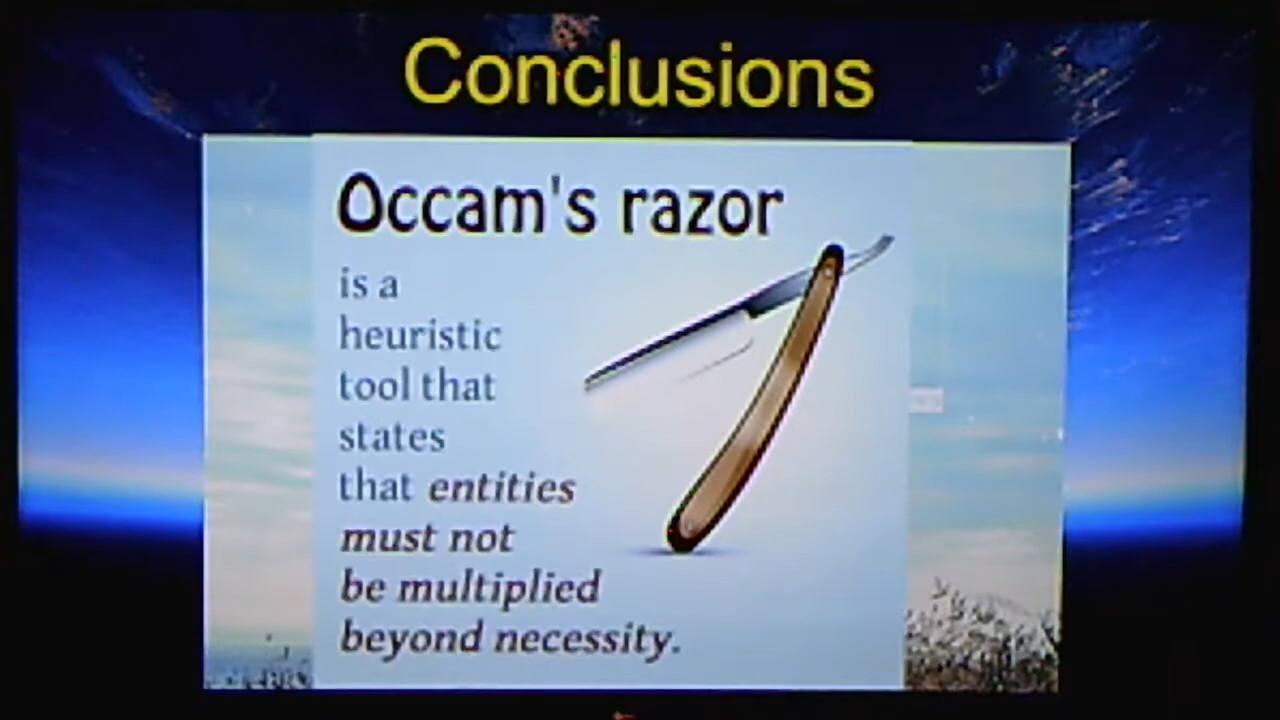 Conclusions
Occam's razor
is a
heuristic
tool that
states
that entities
must not
be multiplied
beyond necessity.